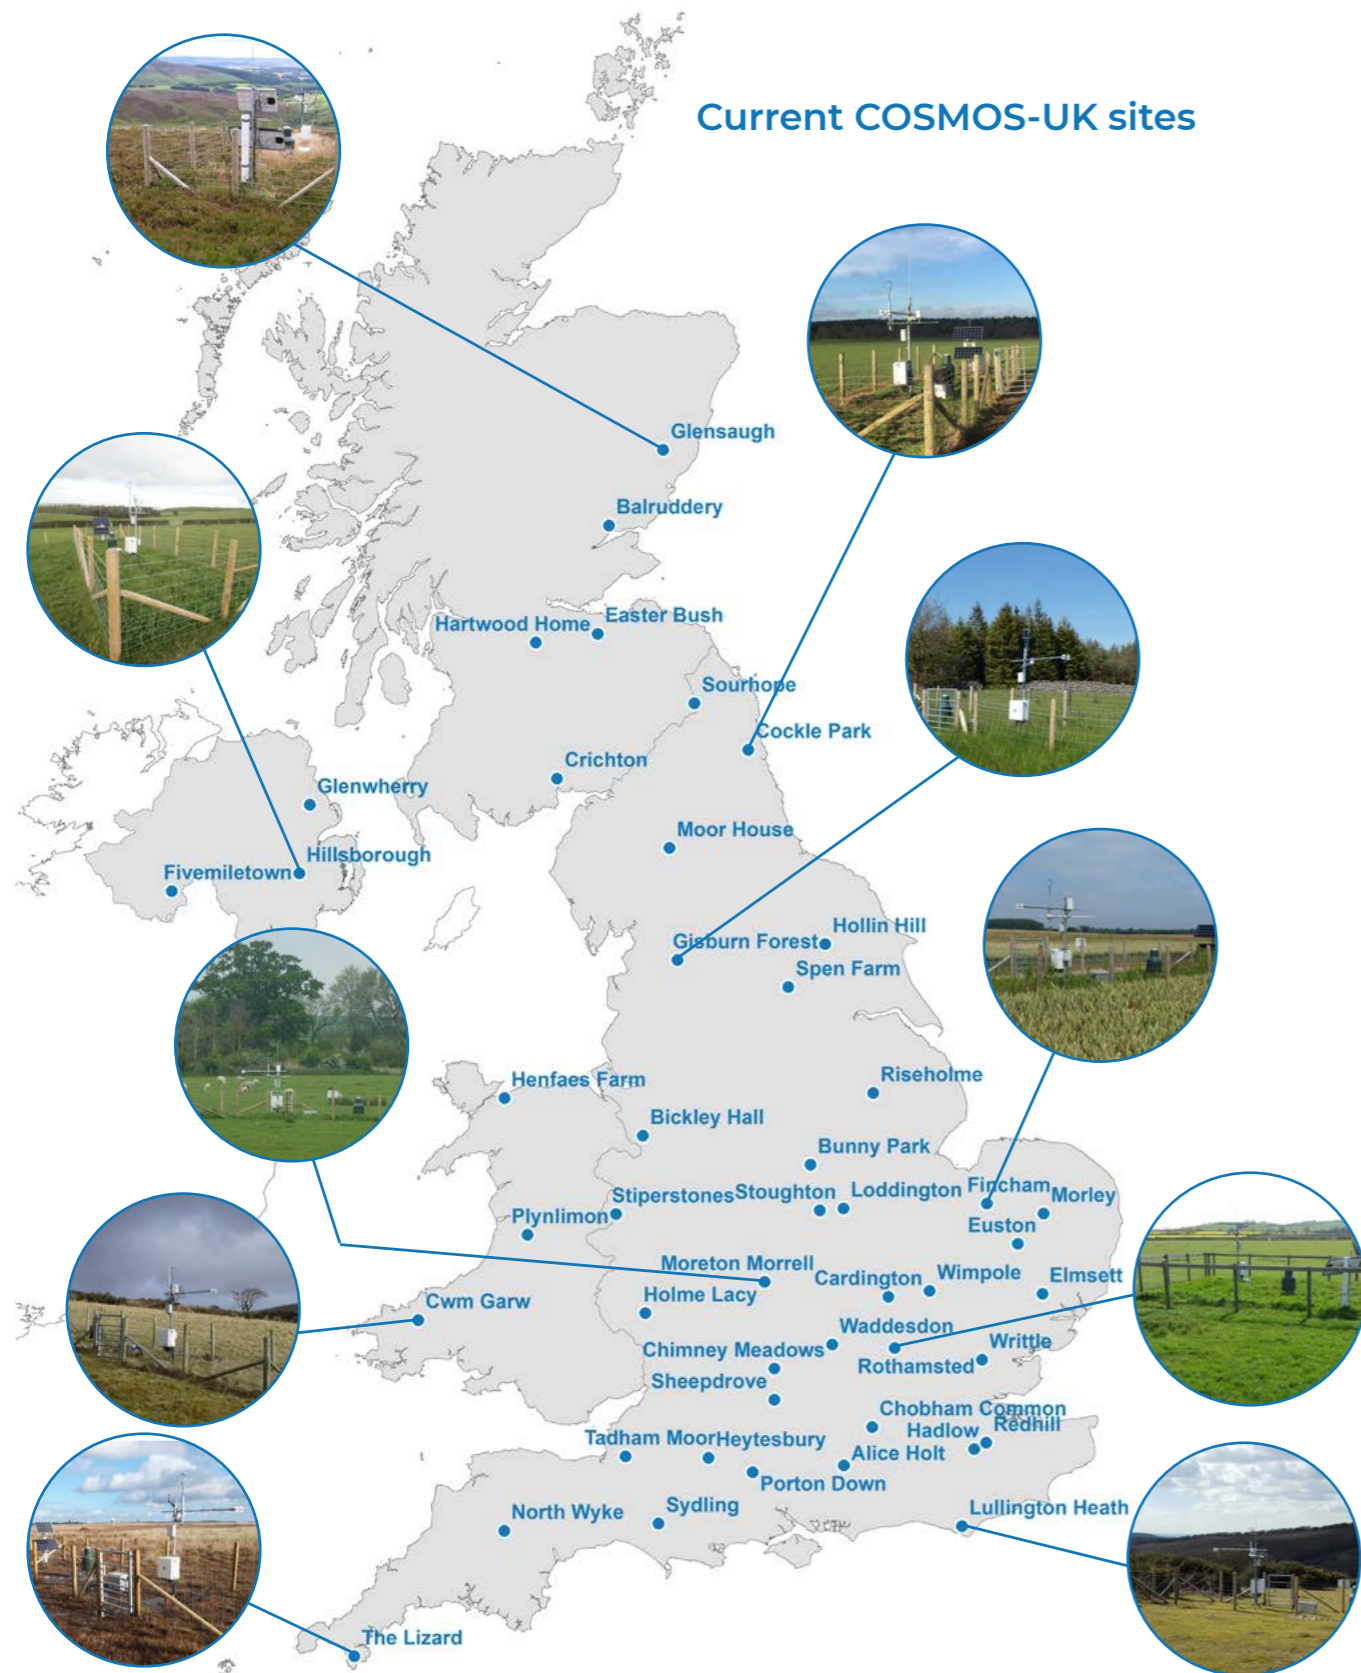 Current COSMOS-UK sites
Glensaugh
Balruddery
Hartwood Home
Easter Bush
Sourhope
Cockle Park
Crichton
Glenwherry
Moor House
Hillsborough
Fivemiletown
Gisburn Forest
Hollin Hill
Spen Farm
Henfaes Farm
Riseholme
Bickley Hall
Bunny Park
Stiperstones
Stoughton
Loddington
Fincham
Morley
Plynlimon
Euston
Moreton Morrell
Cardington
Wimpole
Elmsett
Cwm Garw
Holme Lacy
Waddesdon
Chimney Meadows
Rothamsted
Writtle
Sheepdrove
Chobham Common
Hadlow
Redhill
Tadham Moor
Heytesbury
Alice Holt
Porton Down
North Wyke
Sydling
Lullington Heath
The Lizard